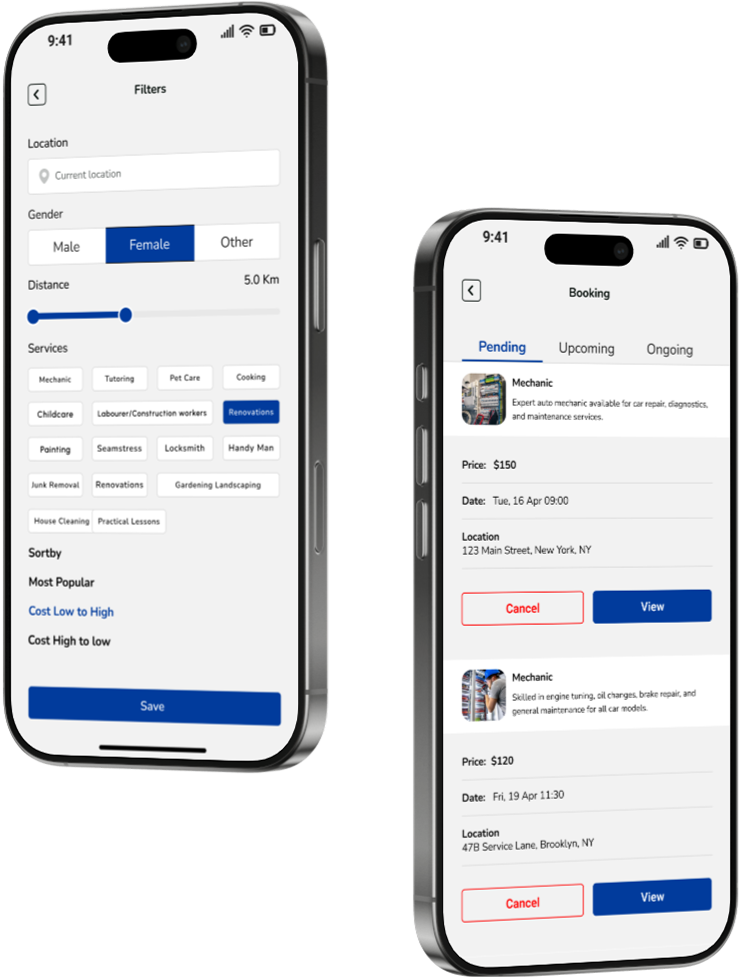 9:41
Filters
Location
Current location
Gender
Male Female Other
Distance 5.0 Km
Services
Mechanic Tutoring Pet Care Cooking
Childcare Labourer/Construction workers Renovations
Painting Seamstress Locksmith Handy Man
Junk Removal Renovations Gardening Landscaping
House Cleaning Practical Lessons
Sortby
Most Popular
Cost Low to High
Cost High to low
Save
9:41
Booking
Pending Upcoming Ongoing
Mechanic
Expert auto mechanic available for car repair, diagnostics,
and maintenance services.
Price: $150
Date: Tue, 16 Apr 09:00
Location
123 Main Street, New York, NY
Cancel View
Mechanic
Skilled in engine tuning, oil changes, brake repair, and
general maintenance for all car models.
Price: $120
Date: Fri, 19 Apr 11:30
Location
47B Service Lane, Brooklyn, NY
Cancel View